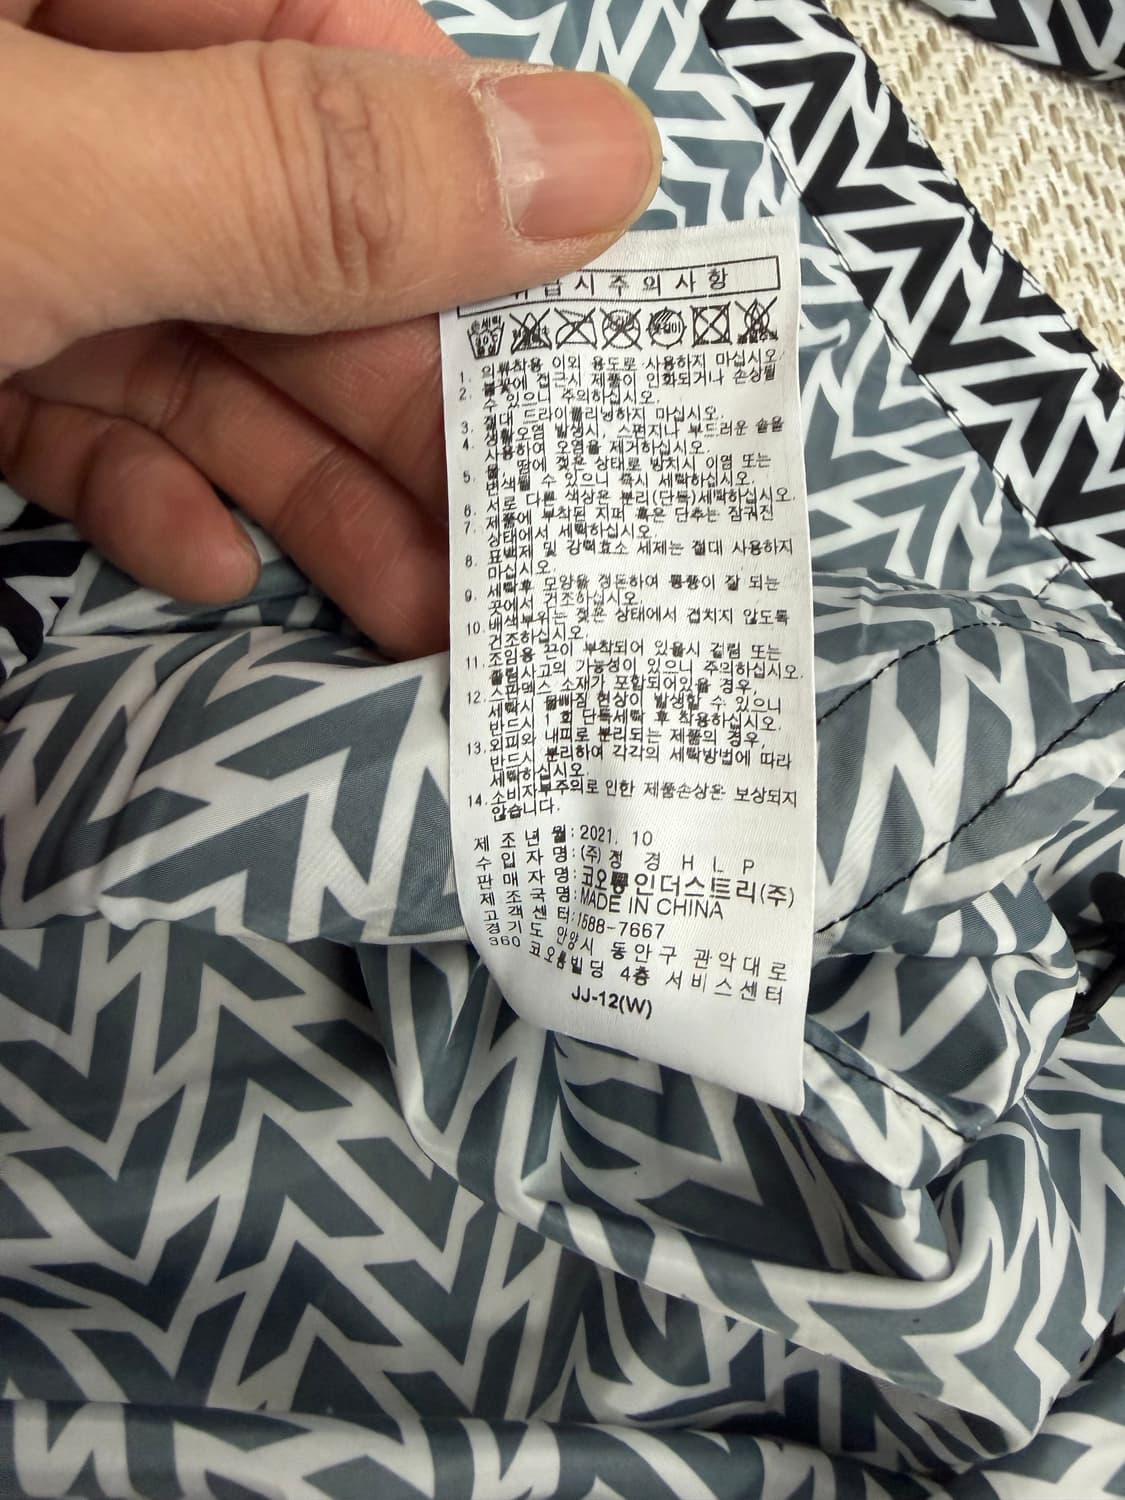 급시주의사항
손세탁
30℃
중성
1. 의류착용 이외 용도로 사용하지 마십시오.
2. 불꽃에 접근시 제품이 인화되거나 손상될
수 있으니 주의하십시오.
3. 절대 드라이클리닝하지 마십시오.
4. 생활오염 발생시, 스펀지나 부드러운 솔을
사용하여 오염을 제거하십시오.
5. 물, 땀에 젖은 상태로 방치시 이염 또는
변색될 수 있으니 즉시 세탁하십시오.
6. 서로 다른 색상은 분리(단독)세탁하십시오.
7. 제품에 부착된 지퍼 혹은 단추는 잠궈진
상태에서 세탁하십시오.
8. 표백제 및 강력효소 세제는 절대 사용하지
마십시오.
9. 세탁후 모양을 정돈하여 통풍이 잘 되는
곳에서 건조하십시오.
10. 배색부위는 젖은 상태에서 겹치지 않도록
건조하십시오.
11. 조임용 끈이 부착되어 있을시 걸림 또는
졸림사고의 가능성이 있으니 주의하십시오.
12. 스판덱스 소재가 포함되어있을 경우,
세탁시 물빠짐 현상이 발생할 수 있으니
반드시 1회 단독세탁 후 착용하십시오.
13. 외피와 내피로 분리되는 제품의 경우,
반드시 분리하여 각각의 세탁방법에 따라
세탁하십시오.
14. 소비자부주의로인한 제품손상은 보상되지
않습니다.
제 조 년 월: 2021. 10
수 입 자 명: (주)정 경 H L P
판 매 자 명: 코오롱인더스트리(주)
제 조 국 명: MADE IN CHINA
고 객 센 터: 1588-7667
경기도 안양시 동안구 관악대로
360 코오롱빌딩 4층 서비스센터
JJ-12(W)